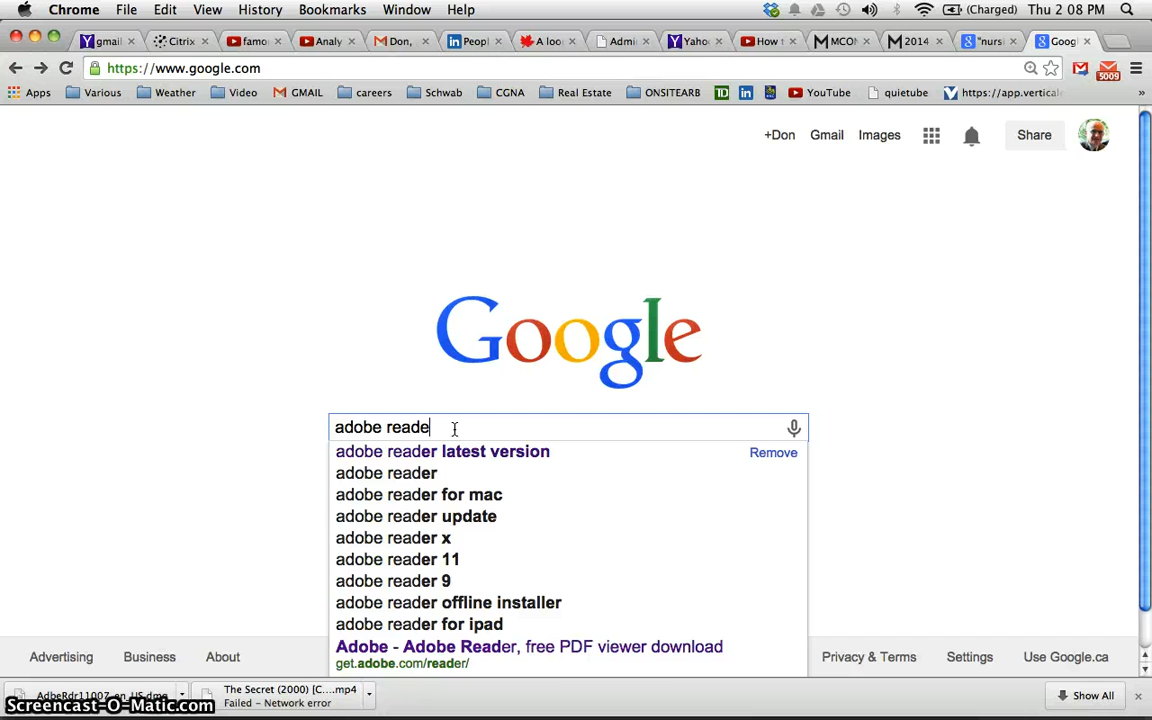 Chrome File Edit View History Bookmarks Window Help (Charged) Thu 2 08 PM
gmail Citrix famo Analy Don, Peopl A loo Admi Yaho How t MCON 2014 "nursi Googl
https://www.google.com 5009
Apps Various Weather Video GMAIL careers Schwab CGNA Real Estate ONSITEARB TD YouTube quietube https://app.vertical »
+Don Gmail Images Share
Google
adobe reade
adobe reader latest version Remove
adobe reader
adobe reader for mac
adobe reader update
adobe reader x
adobe reader 11
adobe reader 9
adobe reader offline installer
adobe reader for ipad
Adobe - Adobe Reader, free PDF viewer download
get.adobe.com/reader/
Advertising Business About Privacy & Terms Settings Use Google.ca
AdbeRdr11007_en_US.dmg The Secret (2000) [C....mp4 Show All
Failed - Network error
Screencast-O-Matic.com